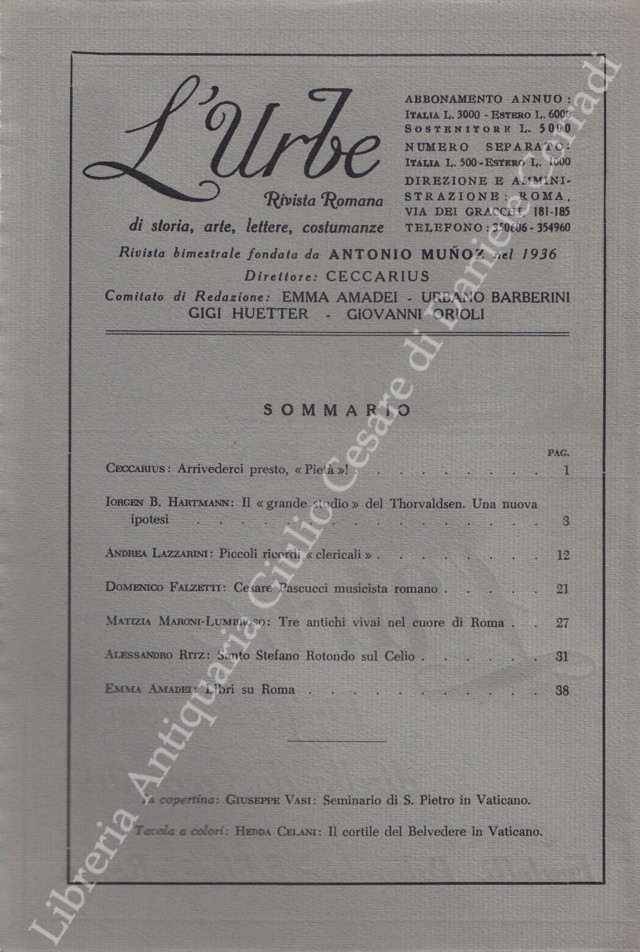 L'Urbe
Rivista Romana
di storia, arte, lettere, costumanze
ABBONAMENTO ANNUO:
ITALIA L. 3000 - ESTERO L. 6000
SOSTENITORE L. 5000
NUMERO SEPARATO:
ITALIA L. 500 - ESTERO L. 1000
DIREZIONE E AMMINI-
STRAZIONE: ROMA,
VIA DEI GRACCHI, 181-185
TELEFONO: 350606 - 354960
Rivista bimestrale fondata da ANTONIO MUÑOZ nel 1936
Direttore: CECCARIUS
Comitato di Redazione: EMMA AMADEI - URBANO BARBERINI
GIGI HUETTER - GIOVANNI ORIOLI
SOMMARIO
PAG.
CECCARIUS: Arrivederci presto, « Pietà »! . . . . . . . 1
IORGEN B. HARTMANN: Il « grande studio » del Thorvaldsen. Una nuova
ipotesi . . . . . . . . . . . . 3
ANDREA LAZZARINI: Piccoli ricordi « clericali » . . . . . . 12
DOMENICO FALZETTI: Cesare Pascucci musicista romano . . . . . 21
MATIZIA MARONI-LUMBROSO: Tre antichi vivai nel cuore di Roma . . 27
ALESSANDRO RITZ: Santo Stefano Rotondo sul Celio . . . . . 31
EMMA AMADEI: Libri su Roma . . . . . . . . 38
In copertina: GIUSEPPE VASI: Seminario di S. Pietro in Vaticano.
Tavola a colori: HEDDA CELANI: Il cortile del Belvedere in Vaticano.
Libreria Antiquaria Giulio Cesare di Daniele Corradi